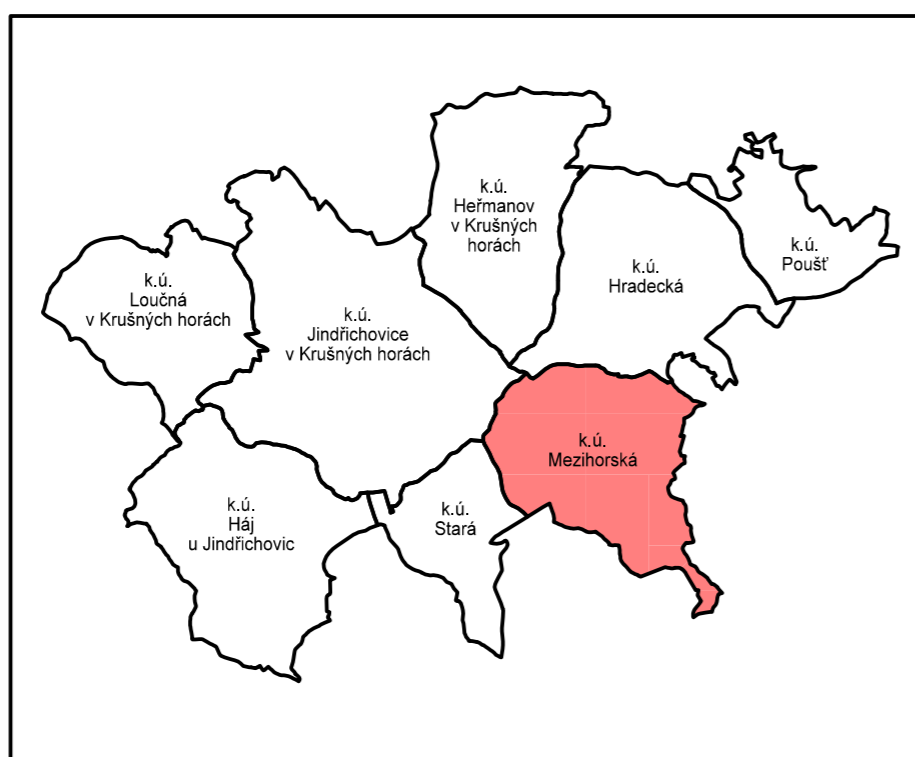 k.ú.
Heřmanov
v Krušných
horách
k.ú.
Hradecká
k.ú.
Poušť
k.ú.
Loučná
v Krušných horách
k.ú.
Jindřichovice
v Krušných horách
k.ú.
Mezihorská
k.ú.
Háj
u Jindřichovic
k.ú.
Stará